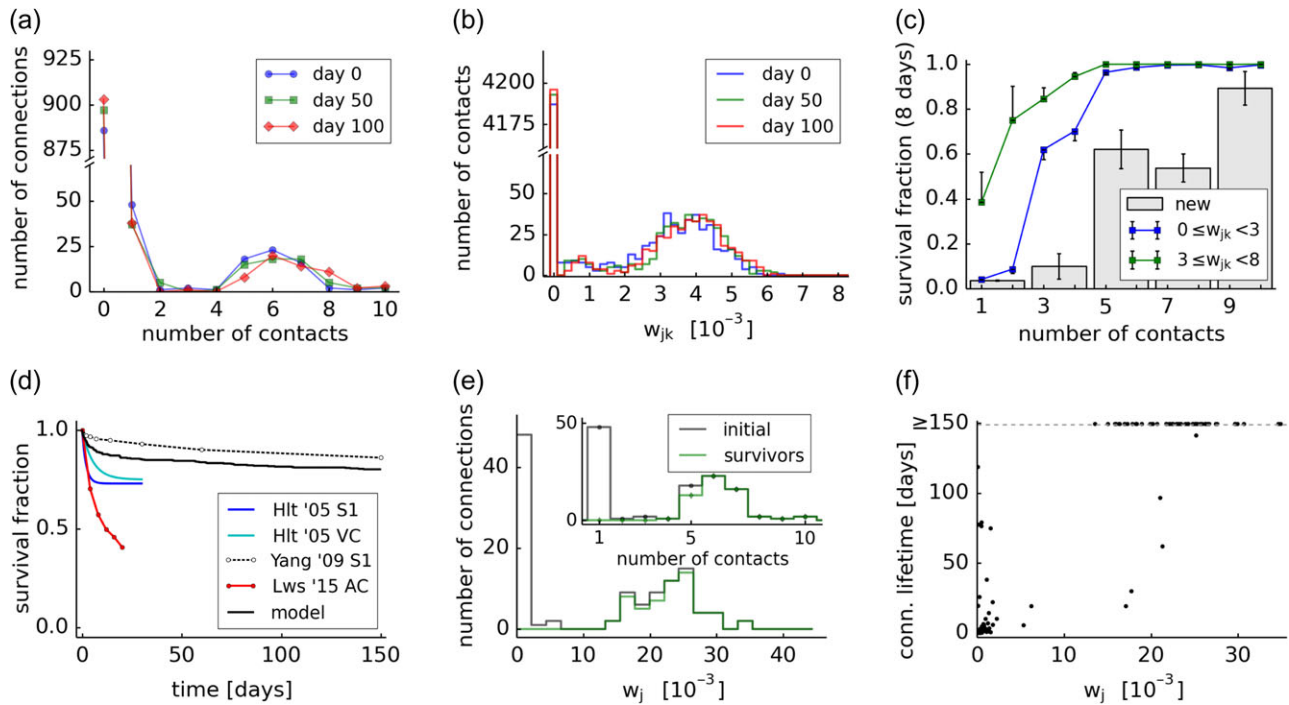 (a)
number of connections
925
900
875
50
25
0
day 0
day 50
day 100
0 2 4 6 8 10
number of contacts
(b)
number of contacts
4200
4175
50
25
0
day 0
day 50
day 100
0 1 2 3 4 5 6 7 8
w_jk [10^-3]
(c)
survival fraction (8 days)
1.0
0.8
0.6
0.4
0.2
0.0
new
0 ≤ w_jk < 3
3 ≤ w_jk < 8
1 3 5 7 9
number of contacts
(d)
survival fraction
1.0
0.5
0.0
Hlt '05 S1
Hlt '05 VC
Yang '09 S1
Lws '15 AC
model
0 50 100 150
time [days]
(e)
number of connections
40
20
0
50
0
initial
survivors
1 5 10
number of contacts
0 10 20 30 40
w_j [10^-3]
(f)
conn. lifetime [days]
≥
150
100
50
0
0 10 20 30
w_j [10^-3]